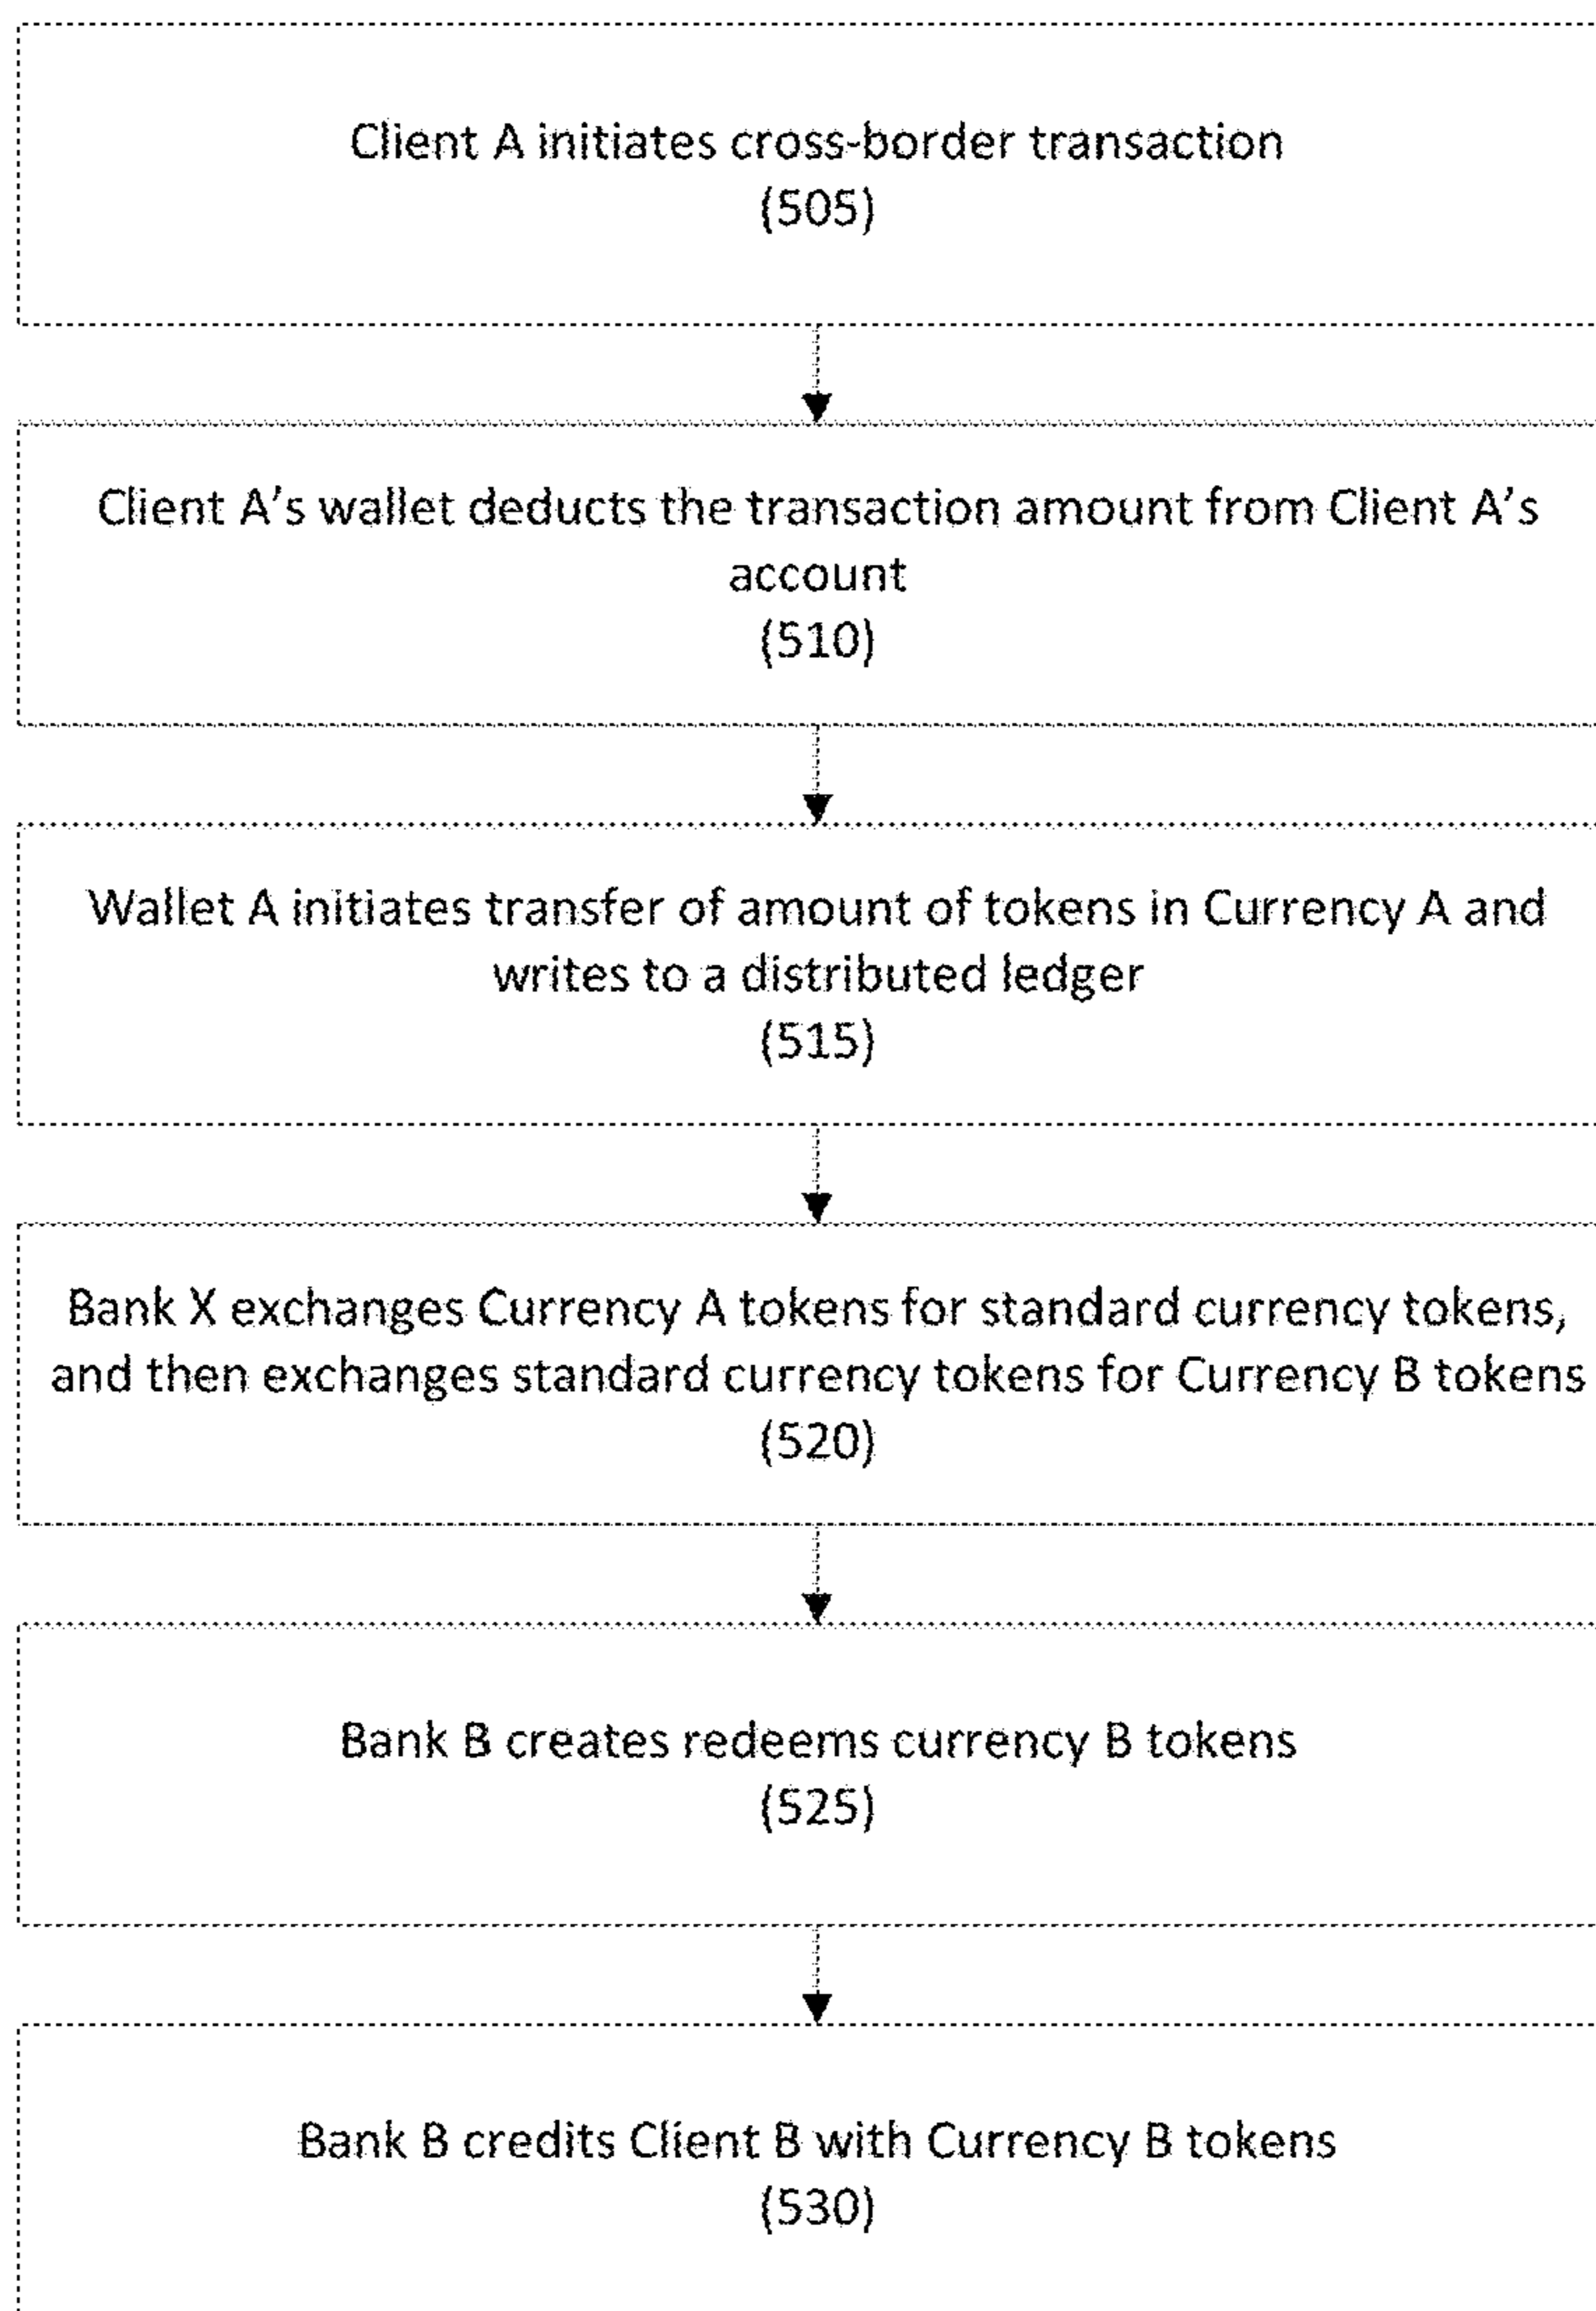 Client A initiates cross-border transaction
(505)
Client A's wallet deducts the transaction amount from Client A's
account
(510)
Wallet A initiates transfer of amount of tokens in Currency A and
writes to a distributed ledger
(515)
Bank X exchanges Currency A tokens for standard currency tokens,
and then exchanges standard currency tokens for Currency B tokens
(520)
Bank B creates redeems currency B tokens
(525)
Bank B credits Client B with Currency B tokens
(530)